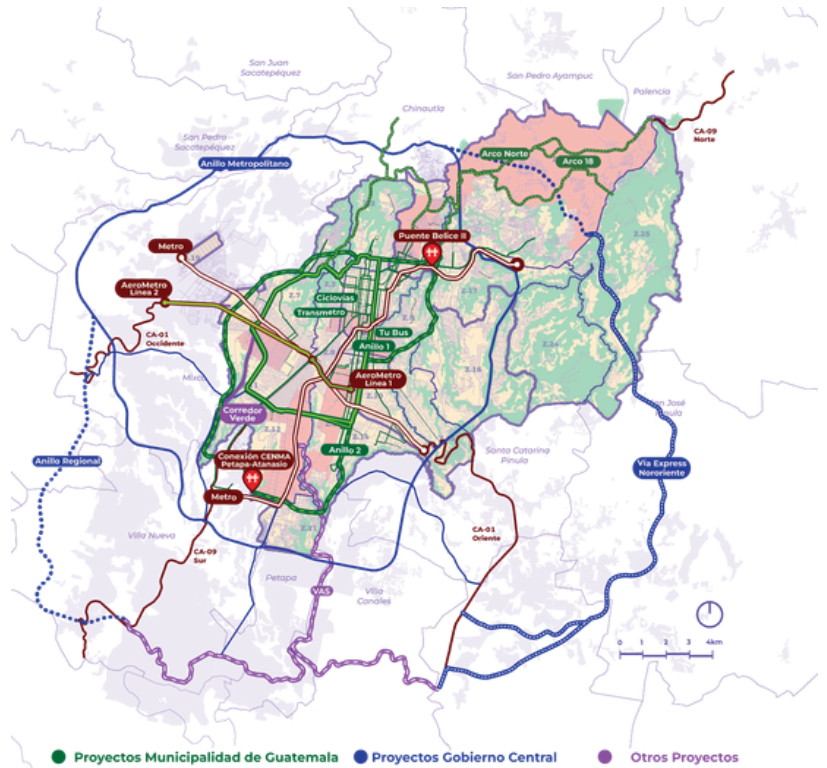 San Juan
Sacatepéquez
San Pedro Ayampuc
Palencia
Chinautla
CA-09
Norte
San Pedro
Sacatepéquez
Anillo Metropolitano
Arco Norte
Arco 18
Metro
Puente Belice II
Z.25
AeroMetro
Línea 2
Ciclovías
Transmetro
Tu Bus
Anillo 1
CA-01
Occidente
Z.16
AeroMetro
Línea 1
Mixco
Corredor
Verde
Z.12
Anillo 2
Santa Catarina
Pinula
Conexión CENMA
Petapa-Atanasio
Metro
Anillo Regional
Vía Express
Nororiente
Villa Nueva
CA-09
Sur
CA-01
Oriente
Petapa
VAS
Villa
Canales
0 1 2 3 4km
Proyectos Municipalidad de Guatemala
Proyectos Gobierno Central
Otros Proyectos